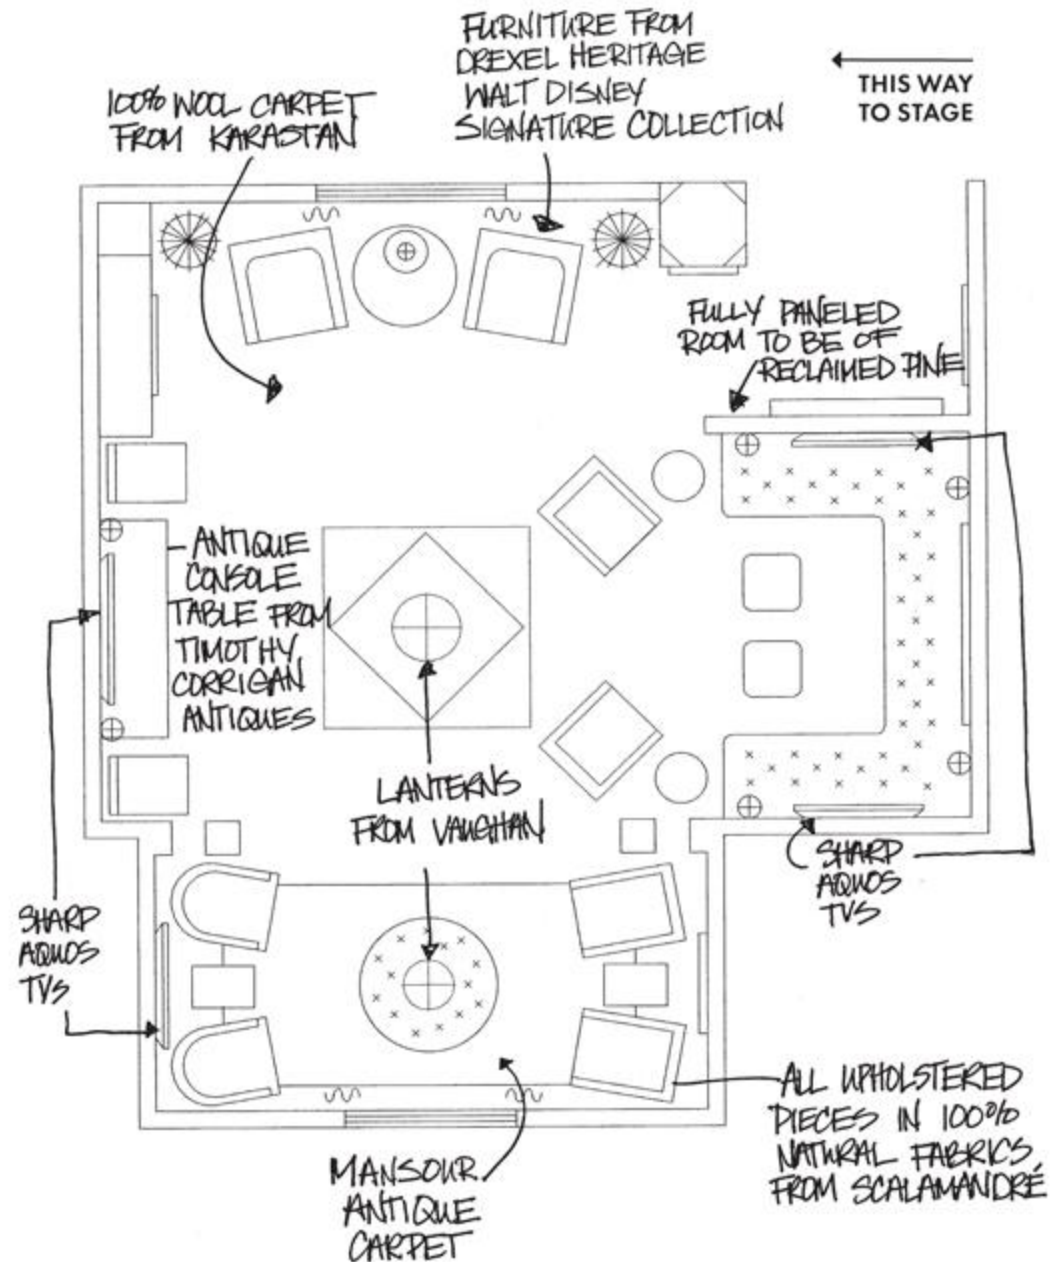 FURNITURE FROM
DREXEL HERITAGE
WALT DISNEY
SIGNATURE COLLECTION
THIS WAY
TO STAGE
100% WOOL CARPET
FROM KARASTAN
FULLY PANELED
ROOM TO BE OF
RECLAIMED PINE
ANTIQUE
CONSOLE
TABLE FROM
TIMOTHY
CORRIGAN
ANTIQUES
LANTERNS
FROM VAUGHAN
SHARP
AQUOS
TVS
SHARP
AQUOS
TVS
ALL UPHOLSTERED
PIECES IN 100%
NATURAL FABRICS
FROM SCALAMANDRÉ
MANSOUR
ANTIQUE
CARPET